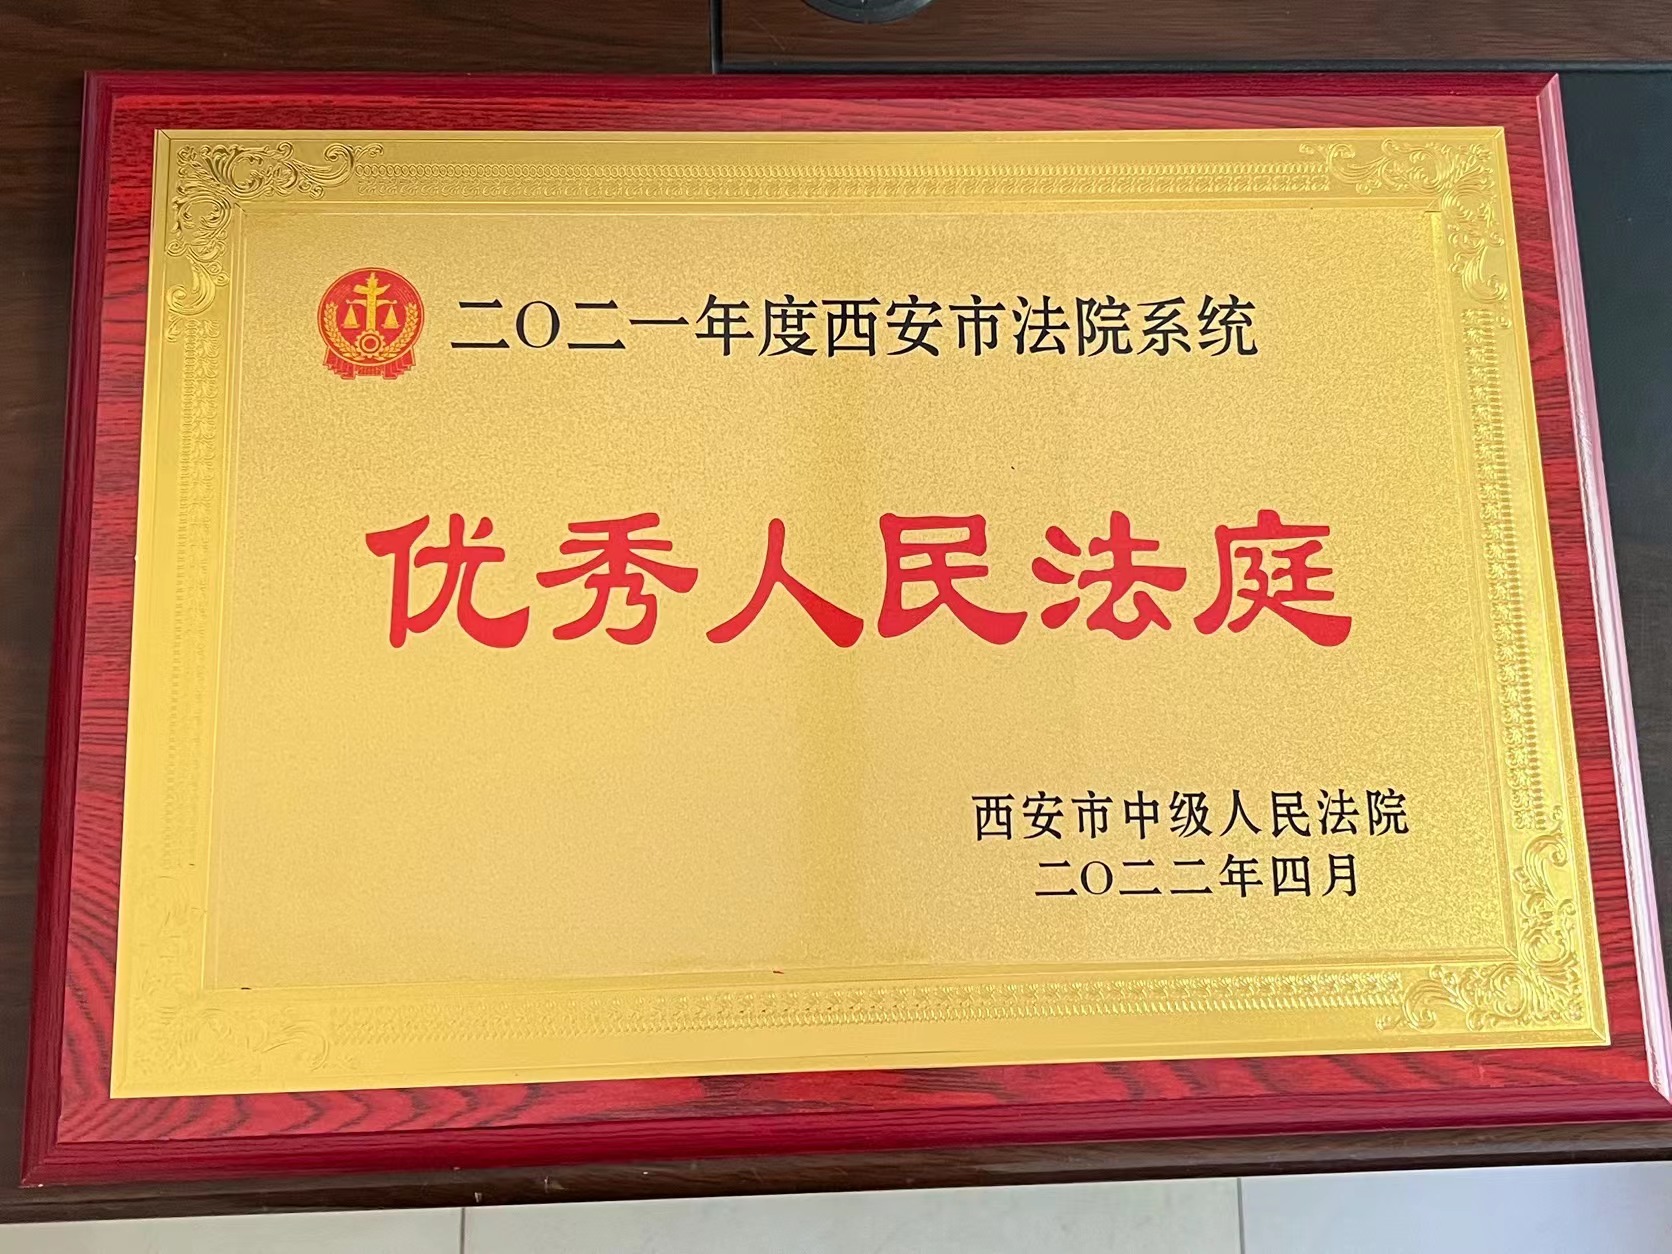 二〇二一年度西安市法院系统
优秀人民法庭
西安市中级人民法院
二〇二二年四月